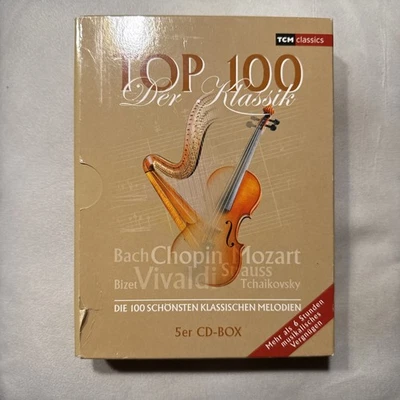 TCM classics
TOP 100
Der Klassik
Bach Chopin Mozart
Bizet Vivaldi Strauss
Tchaikovsky
DIE 100 SCHÖNSTEN KLASSISCHEN MELODIEN
5er CD-BOX
Mehr als 6 Stunden
musikalisches
Vergnügen